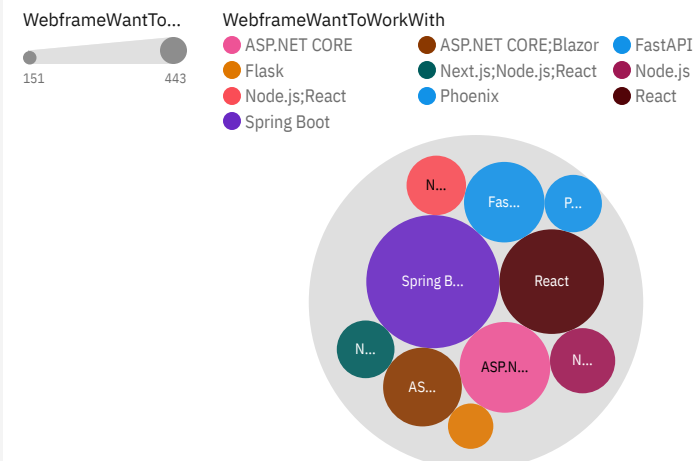 WebframeWantTo...
151
443
WebframeWantToWorkWith
ASP.NET CORE
ASP.NET CORE;Blazor
FastAPI
Flask
Next.js;Node.js;React
Node.js
Node.js;React
Phoenix
React
Spring Boot
N...
Fas...
P...
Spring B...
React
N...
ASP.N...
N...
AS...